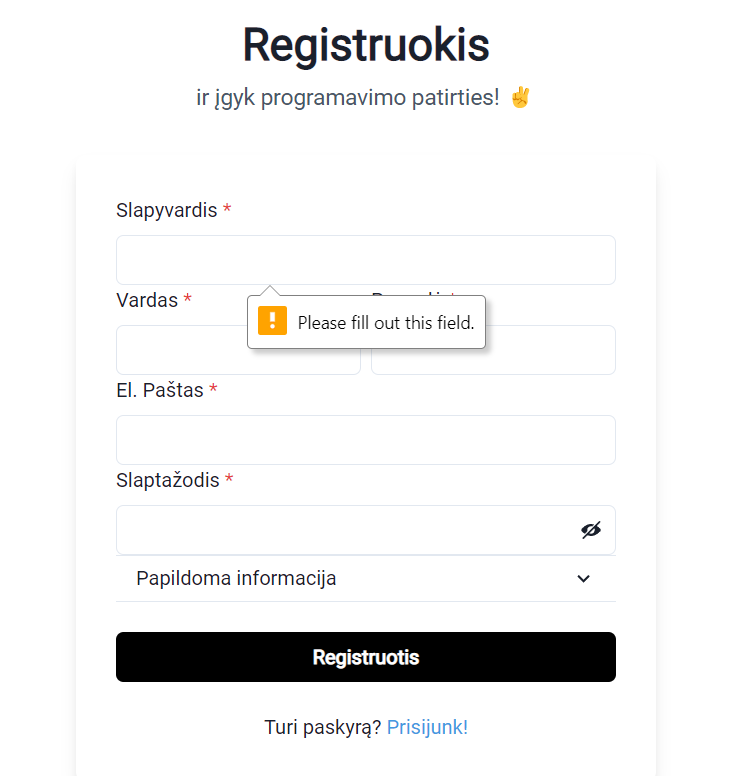 Registruokis
ir įgyk programavimo patirties! ✌️
Slapyvardis *
Vardas *
Please fill out this field.
El. Paštas *
Slaptažodis *
Papildoma informacija
Registruotis
Turi paskyrą? Prisijunk!